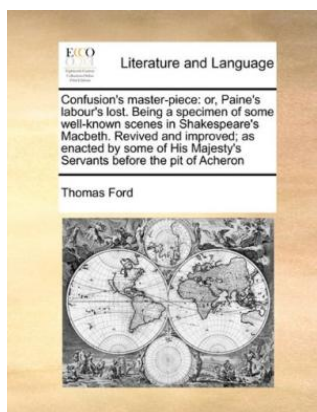 ECCO
Literature and Language
Confusion's master-piece: or, Paine's
labour's lost. Being a specimen of some
well-known scenes in Shakespeare's
Macbeth. Revived and improved; as
enacted by some of His Majesty's
Servants before the pit of Acheron
Thomas Ford